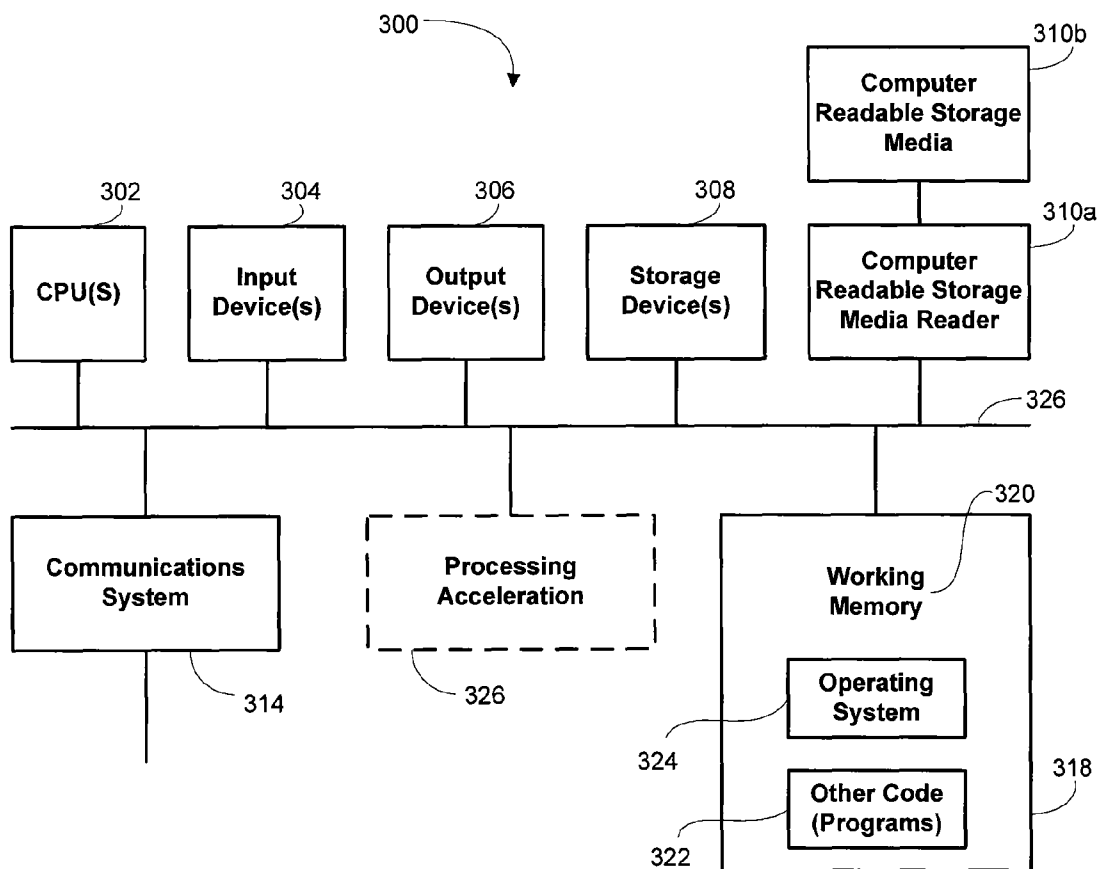 300
310b
Computer
Readable Storage
Media
302
304
306
308
310a
CPU(S)
Input
Device(s)
Output
Device(s)
Storage
Device(s)
Computer
Readable Storage
Media Reader
326
320
Communications
System
Processing
Acceleration
Working
Memory
314
326
Operating
System
324
318
Other Code
(Programs)
322